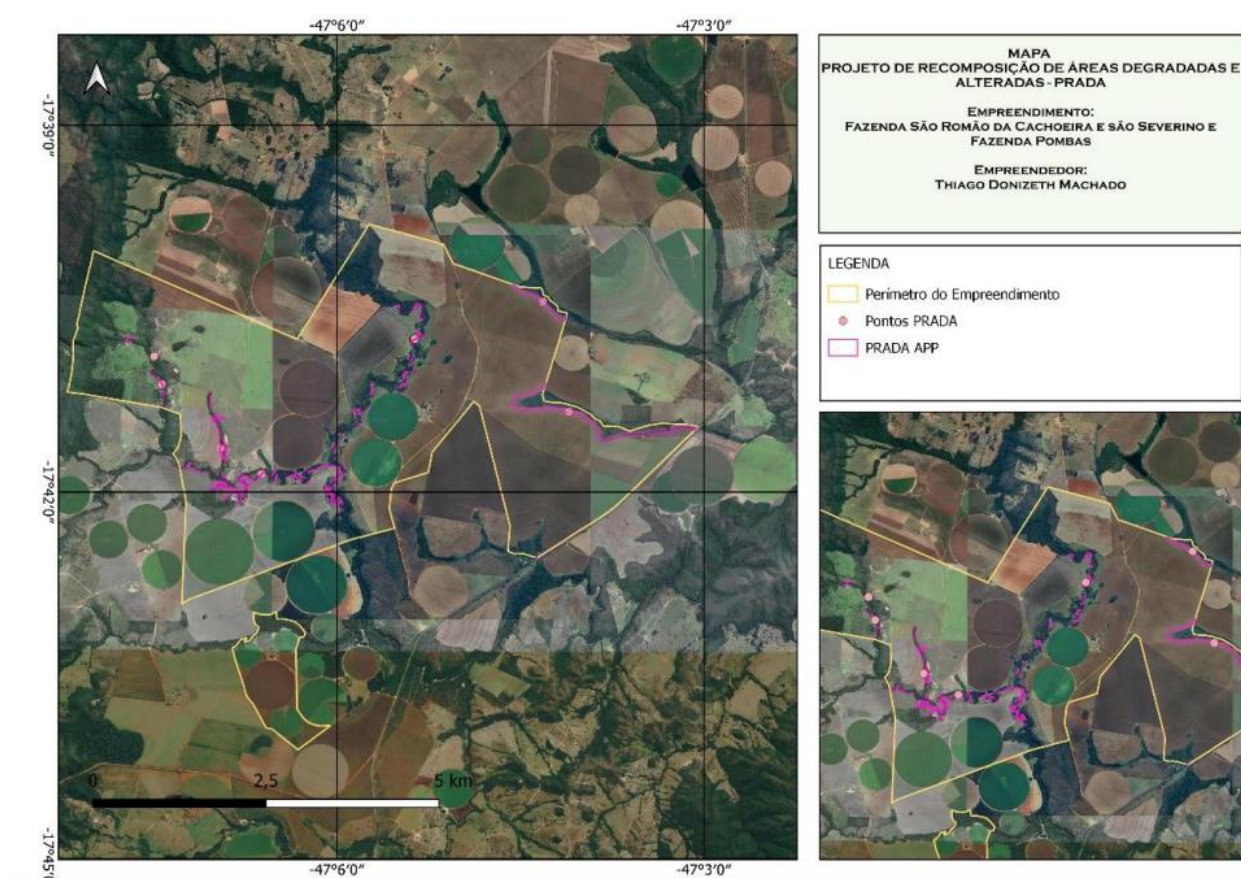 -47°6'0"
-47°3'0"
-17°39'0"
-17°42'0"
-17°45'0"
0
2,5
5 km
-47°6'0"
-47°3'0"
MAPA
PROJETO DE RECOMPOSIÇÃO DE ÁREAS DEGRADADAS E
ALTERADAS - PRADA
EMPREENDIMENTO:
FAZENDA SÃO ROMÃO DA CACHOEIRA E SÃO SEVERINO E
FAZENDA POMBAS
EMPREENDEDOR:
THIAGO DONIZETH MACHADO
LEGENDA
Perímetro do Empreendimento
Pontos PRADA
PRADA APP